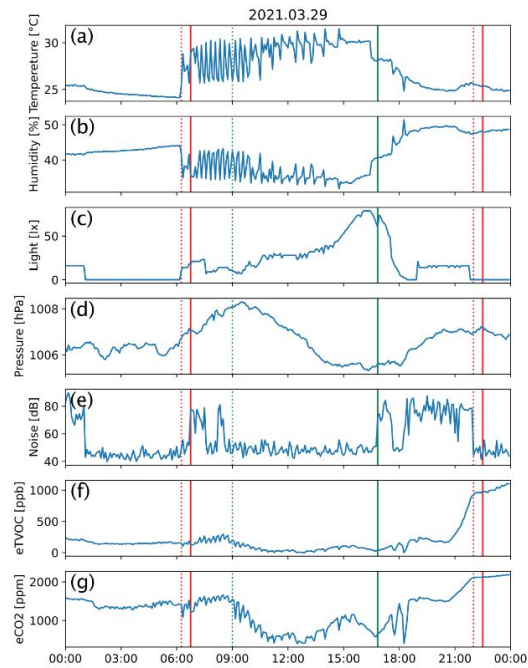 2021.03.29
(a)
Tempereture [°C]
30
25
(b)
Humidity [%]
50
40
(c)
Light [lx]
50
0
(d)
Pressure [hPa]
1008
1006
(e)
Noise [dB]
80
60
40
(f)
eTVOC [ppb]
1000
500
0
(g)
eCO2 [ppm]
2000
1000
00:00 03:00 06:00 09:00 12:00 15:00 18:00 21:00 00:00